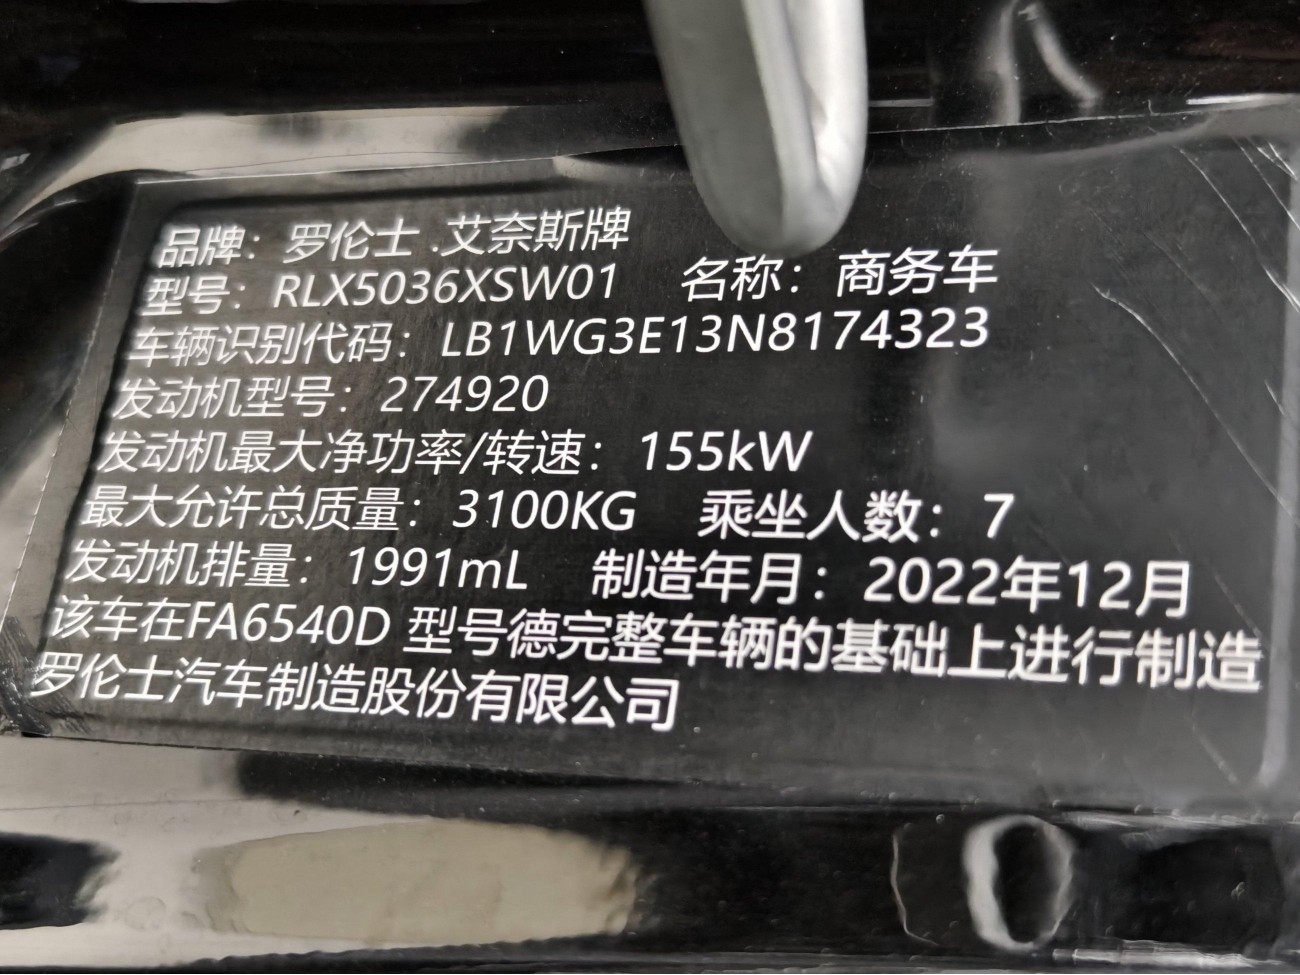 品牌：罗伦士.艾奈斯牌
型号：RLX5036XSW01 名称：商务车
车辆识别代码：LB1WG3E13N8174323
发动机型号：274920
发动机最大净功率/转速：155kW
最大允许总质量：3100KG 乘坐人数：7
发动机排量：1991mL 制造年月：2022年12月
该车在FA6540D 型号德完整车辆的基础上进行制造
罗伦士汽车制造股份有限公司